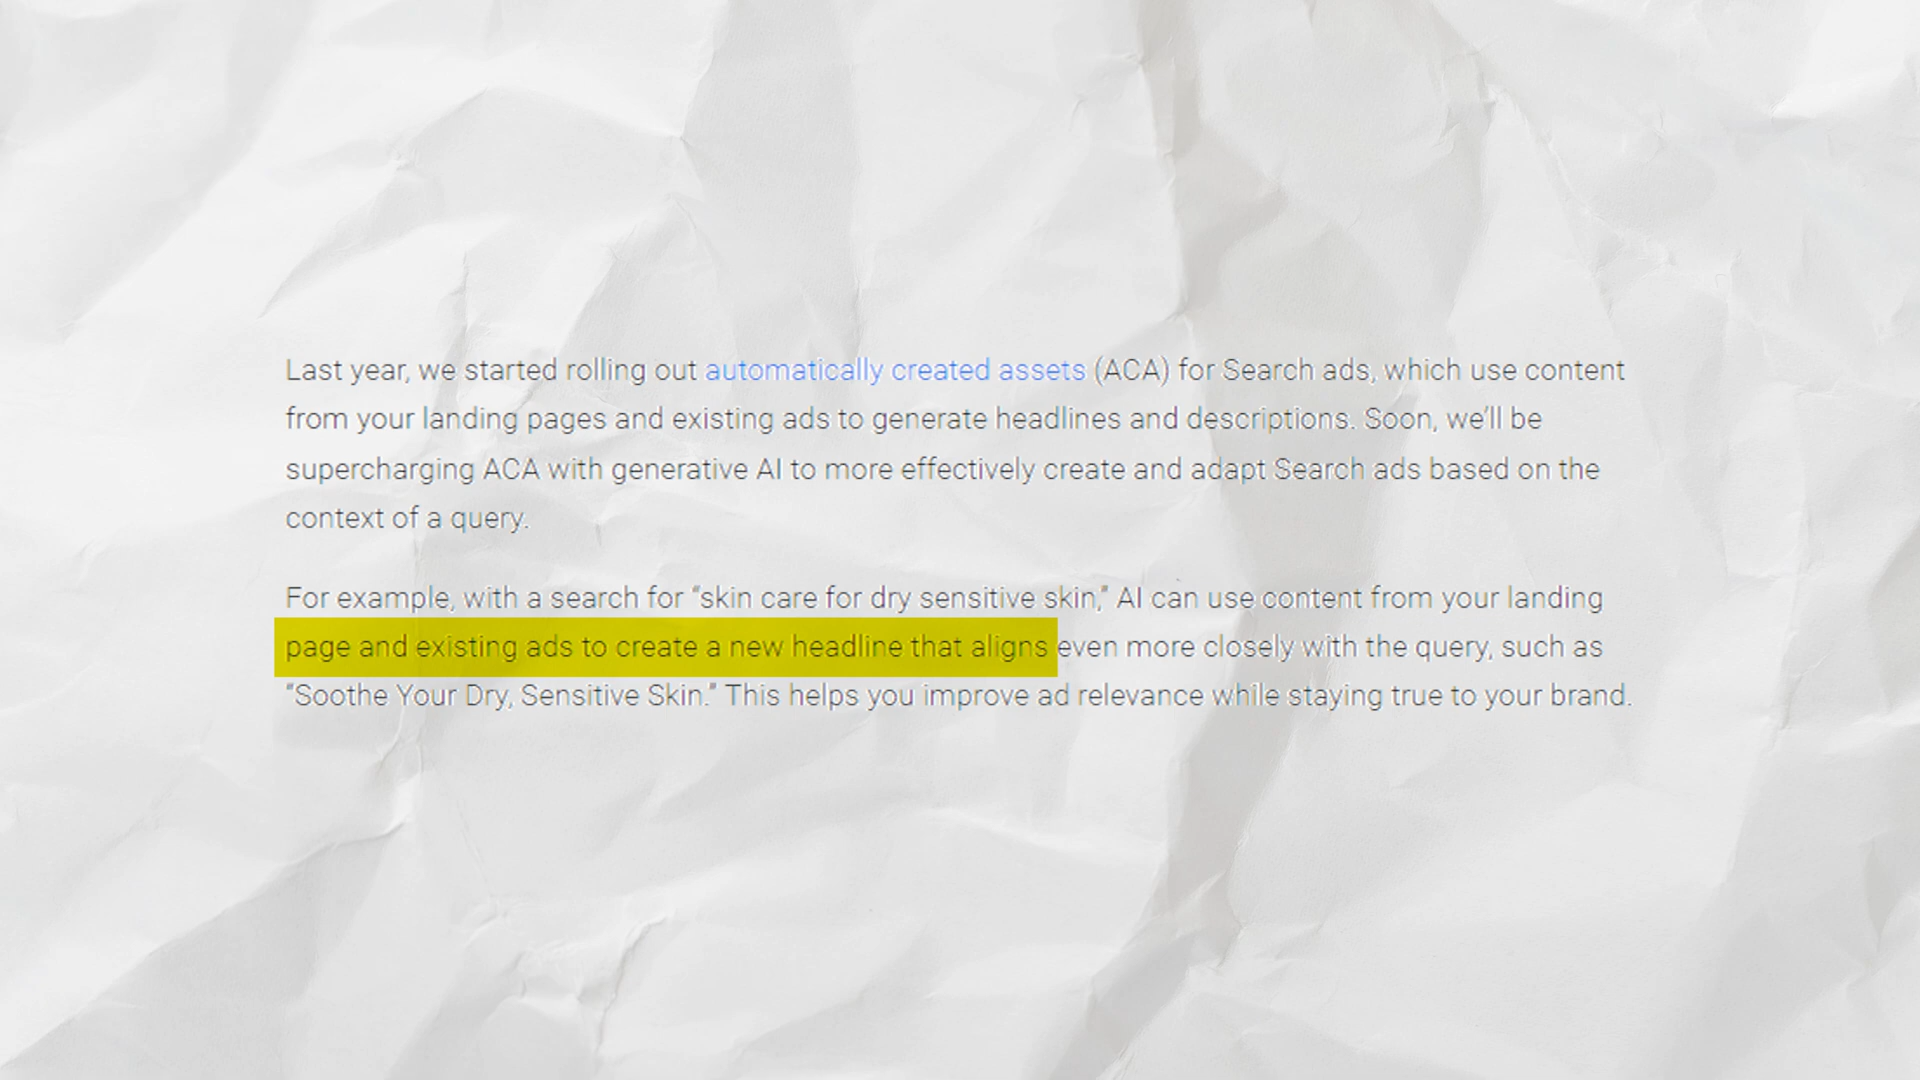 Last year, we started rolling out automatically created assets (ACA) for Search ads, which use content
from your landing pages and existing ads to generate headlines and descriptions. Soon, we’ll be
supercharging ACA with generative AI to more effectively create and adapt Search ads based on the
context of a query.
For example, with a search for “skin care for dry sensitive skin,” AI can use content from your landing
page and existing ads to create a new headline that aligns even more closely with the query, such as
“Soothe Your Dry, Sensitive Skin.” This helps you improve ad relevance while staying true to your brand.